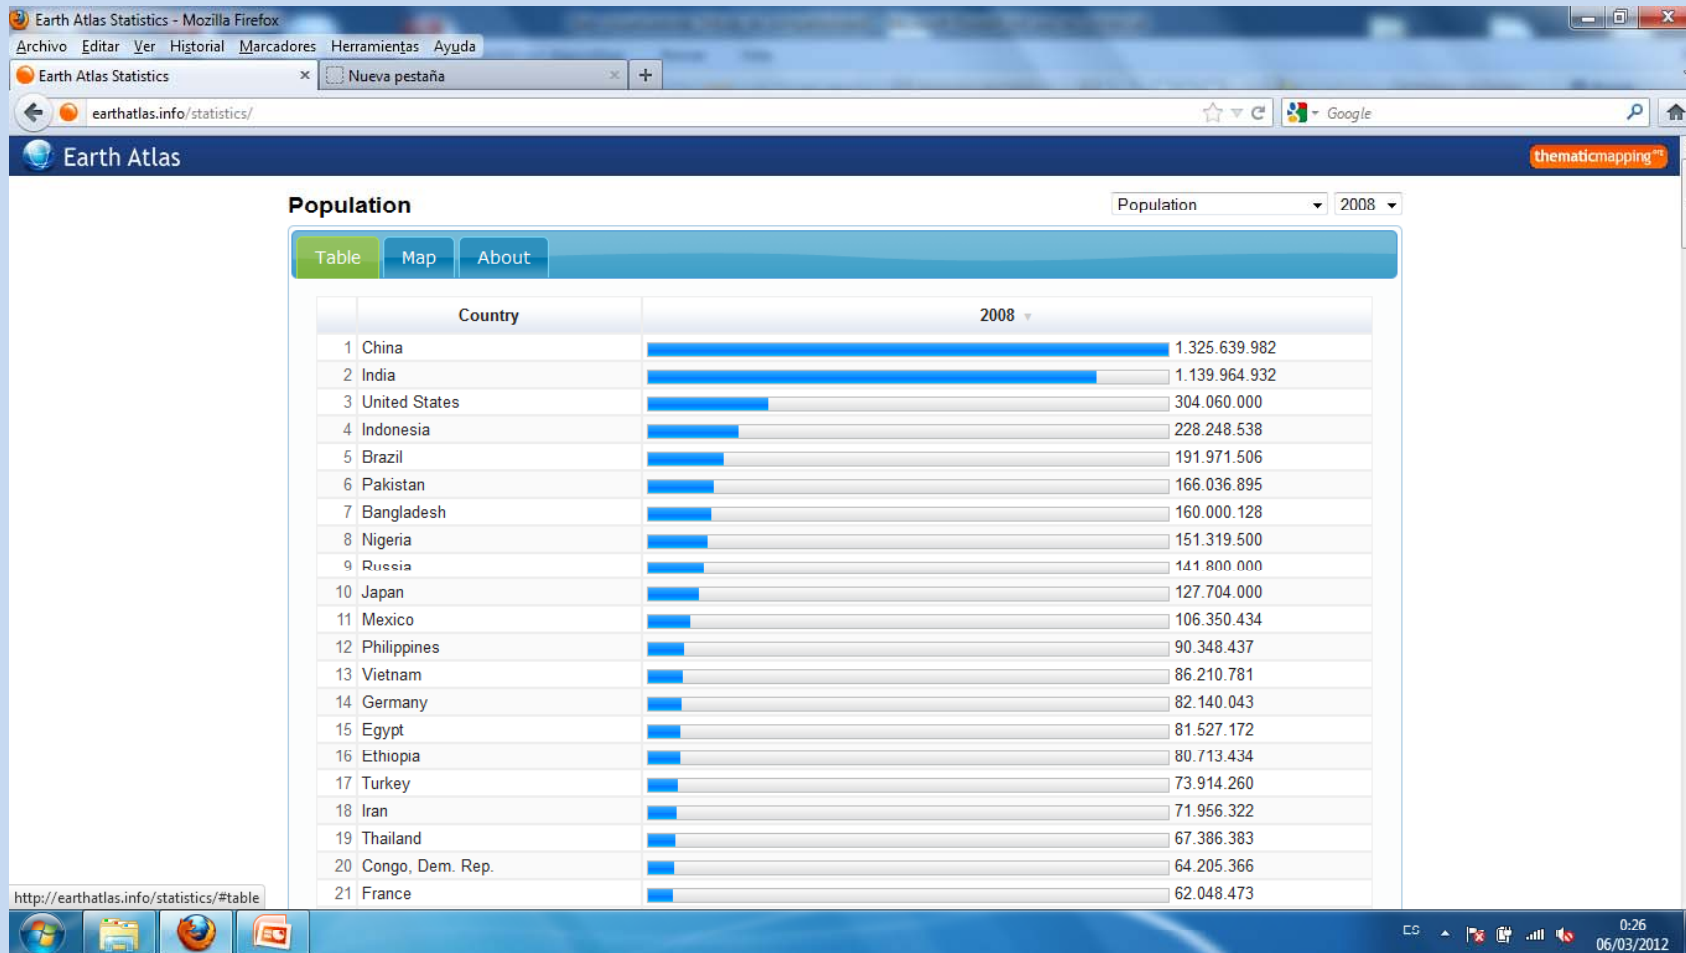 Earth Atlas Statistics - Mozilla Firefox
Archivo Editar Ver Historial Marcadores Herramientas Ayuda
Earth Atlas Statistics × Nueva pestaña × +
earthatlas.info/statistics/ Google
Earth Atlas thematicmapping.org
Population Population 2008
Table Map About
Country 2008
1 China 1.325.639.982
2 India 1.139.964.932
3 United States 304.060.000
4 Indonesia 228.248.538
5 Brazil 191.971.506
6 Pakistan 166.036.895
7 Bangladesh 160.000.128
8 Nigeria 151.319.500
9 Russia 141.800.000
10 Japan 127.704.000
11 Mexico 106.350.434
12 Philippines 90.348.437
13 Vietnam 86.210.781
14 Germany 82.140.043
15 Egypt 81.527.172
16 Ethiopia 80.713.434
17 Turkey 73.914.260
18 Iran 71.956.322
19 Thailand 67.386.383
20 Congo, Dem. Rep. 64.205.366
21 France 62.048.473
http://earthatlas.info/statistics/#table
ES 0:26
06/03/2012